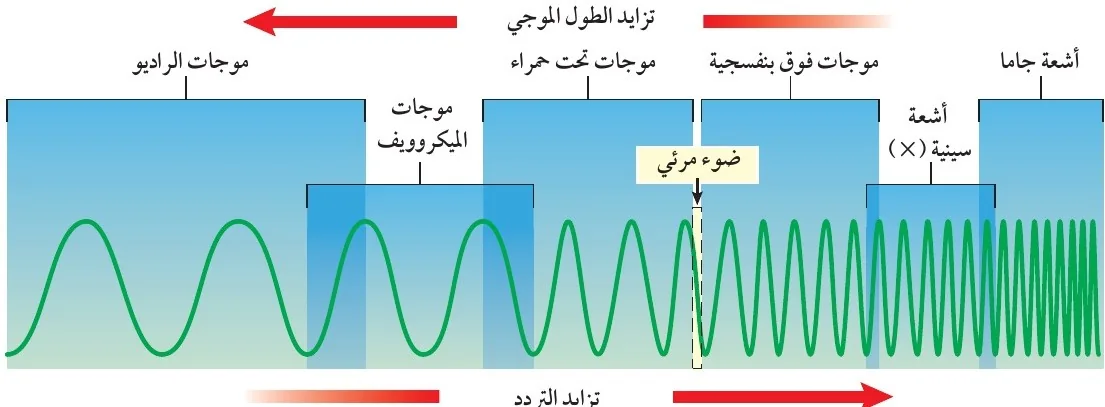 تزايد الطول الموجي
أشعة جاما
موجات فوق بنفسجية
موجات تحت حمراء
موجات الراديو
أشعة
سينية (X)
موجات
الميكروويف
ضوء مرئي
تزايد التردد